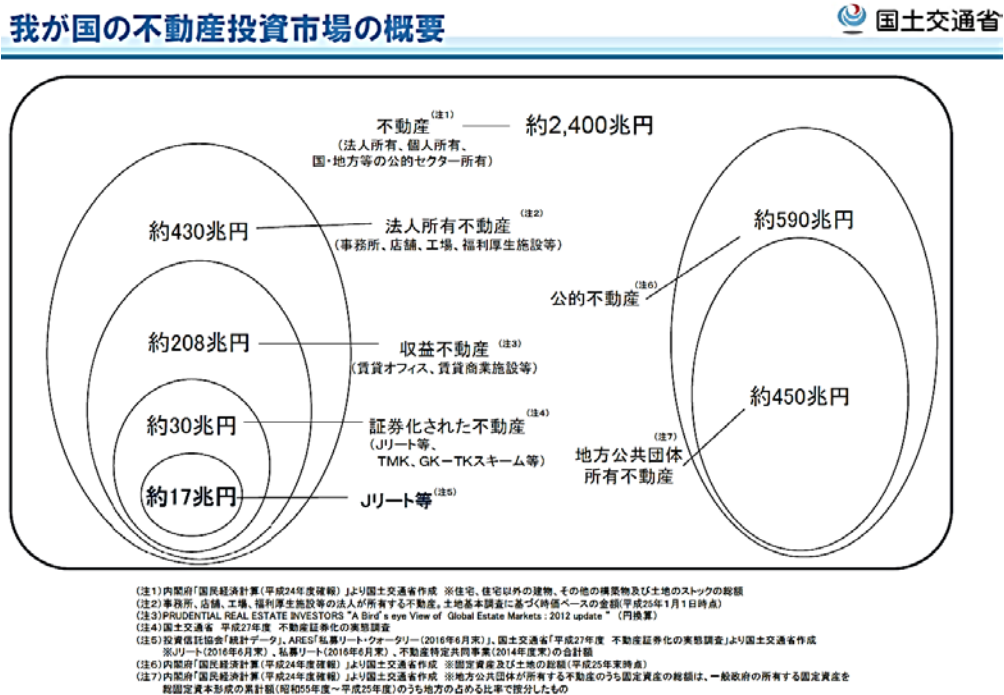 我が国の不動産投資市場の概要
国土交通省
不動産(注1)
約2,400兆円
(法人所有、個人所有、
国・地方等の公的セクター所有)
約430兆円
法人所有不動産(注2)
(事務所、店舗、工場、福利厚生施設等)
約590兆円
公的不動産(注6)
約208兆円
収益不動産(注3)
(賃貸オフィス、賃貸商業施設等)
約30兆円
証券化された不動産(注4)
(Jリート等、
TMK、GK-TKスキーム等)
約450兆円
(注7)
地方公共団体
所有不動産
約17兆円
Jリート等(注5)
(注1)内閣府「国民経済計算(平成24年度確報)」より国土交通省作成 ※住宅、住宅以外の建物、その他の構築物及び土地のストックの総額
(注2)事務所、店舗、工場、福利厚生施設等の法人が所有する不動産。土地基本調査に基づく時価ベースの金額(平成25年1月1日時点)
(注3)PRUDENTIAL REAL ESTATE INVESTORS "A Bird's eye View of Global Estate Markets : 2012 update " (円換算)
(注4)国土交通省 平成27年度 不動産証券化の実態調査
(注5)投資信託協会「統計データ」、ARES「私募リート・クォータリー(2016年6月末)」、国土交通省「平成27年度 不動産証券化の実態調査」より国土交通省作成
※Jリート(2016年6月末)、私募リート(2016年6月末)、不動産特定共同事業(2014年度末)の合計額
(注6)内閣府「国民経済計算(平成24年度確報)」より国土交通省作成 ※固定資産及び土地の総額(平成25年末時点)
(注7)内閣府「国民経済計算(平成24年度確報)」より国土交通省作成 ※地方公共団体が所有する不動産のうち固定資産の総額は、一般政府の所有する固定資産を
総固定資本形成の累計額(昭和55年度~平成25年度)のうち地方の占める比率で按分したもの